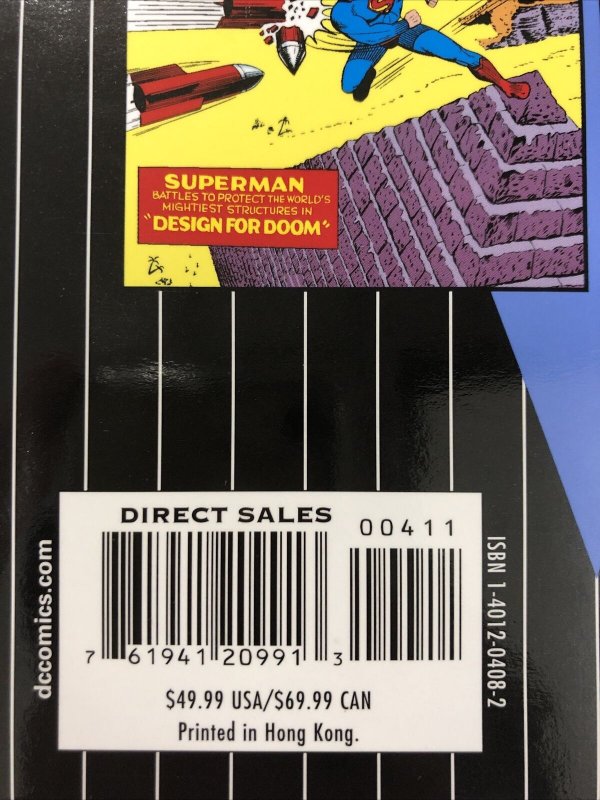 SUPERMAN
BATTLES TO PROTECT THE WORLD'S
MIGHTIEST STRUCTURES IN
"DESIGN FOR DOOM"
DIRECT SALES
00411
7 61941 20991 3
$49.99 USA/$69.99 CAN
Printed in Hong Kong.
dccomics.com
ISBN 1-4012-0408-2